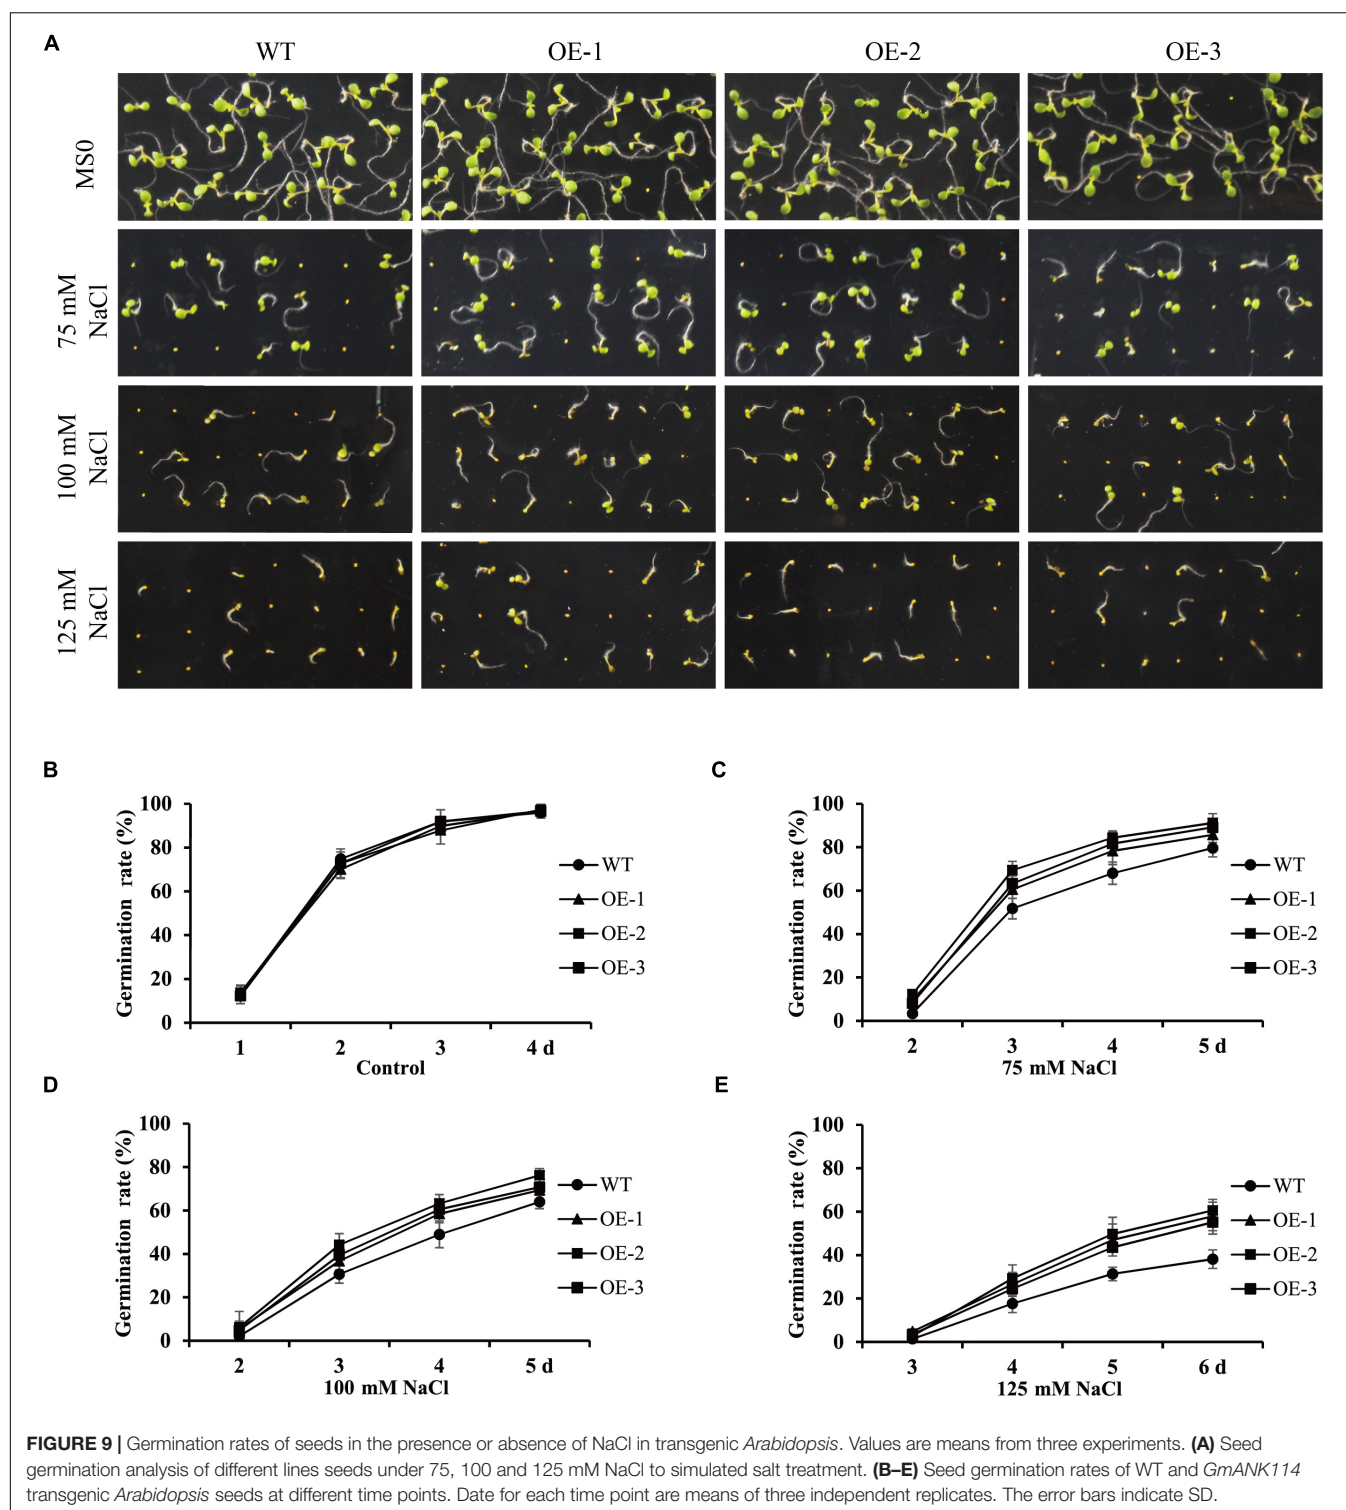 A
WT OE-1 OE-2 OE-3
MS0
75 mM
NaCl
100 mM
NaCl
125 mM
NaCl
B
Germination rate (%)
100
80
60
40
20
0
1 2 3 4 d
Control
WT
OE-1
OE-2
OE-3
C
Germination rate (%)
100
80
60
40
20
0
2 3 4 5 d
75 mM NaCl
WT
OE-1
OE-2
OE-3
D
Germination rate (%)
100
80
60
40
20
0
2 3 4 5 d
100 mM NaCl
WT
OE-1
OE-2
OE-3
E
Germination rate (%)
100
80
60
40
20
0
3 4 5 6 d
125 mM NaCl
WT
OE-1
OE-2
OE-3
FIGURE 9 | Germination rates of seeds in the presence or absence of NaCl in transgenic Arabidopsis. Values are means from three experiments. (A) Seed
germination analysis of different lines seeds under 75, 100 and 125 mM NaCl to simulated salt treatment. (B–E) Seed germination rates of WT and GmANK114
transgenic Arabidopsis seeds at different time points. Date for each time point are means of three independent replicates. The error bars indicate SD.